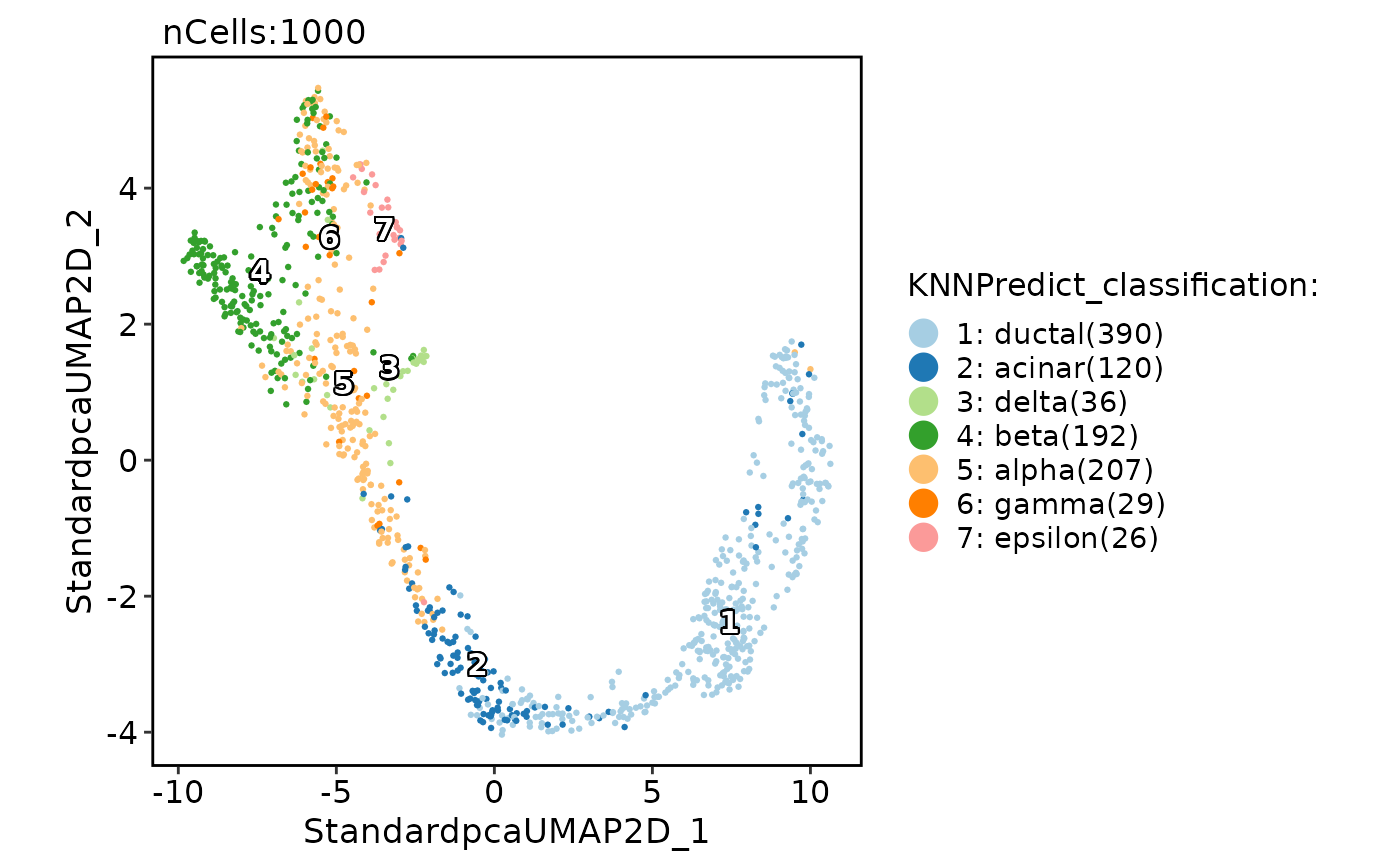 nCells:1000
StandardpcaUMAP2D_2
4
2
0
-2
-4
7
6
4
3
5
1
2
-10
-5
0
5
10
StandardpcaUMAP2D_1
KNNPredict_classification:
1: ductal(390)
2: acinar(120)
3: delta(36)
4: beta(192)
5: alpha(207)
6: gamma(29)
7: epsilon(26)